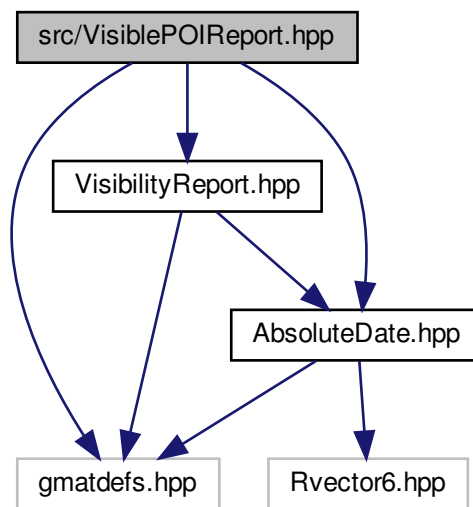 src/VisiblePOIReport.hpp
VisibilityReport.hpp
AbsoluteDate.hpp
gmatdefs.hpp
Rvector6.hpp